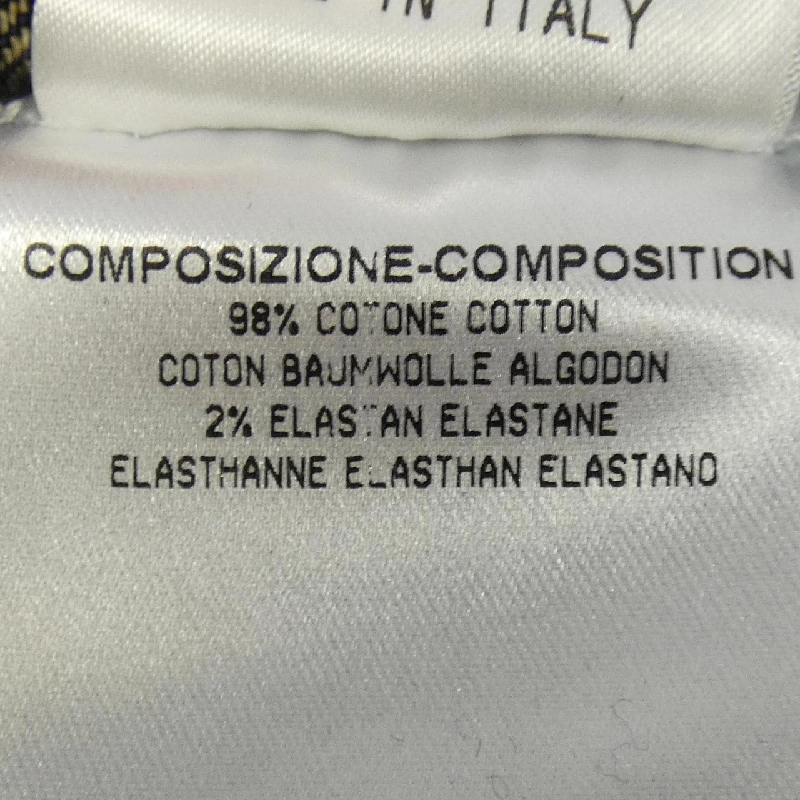 IN ITALY
COMPOSIZIONE-COMPOSITION
98% COTONE COTTON
COTON BAUMWOLLE ALGODON
2% ELASTAN ELASTANE
ELASTHANNE ELASTHAN ELASTANO